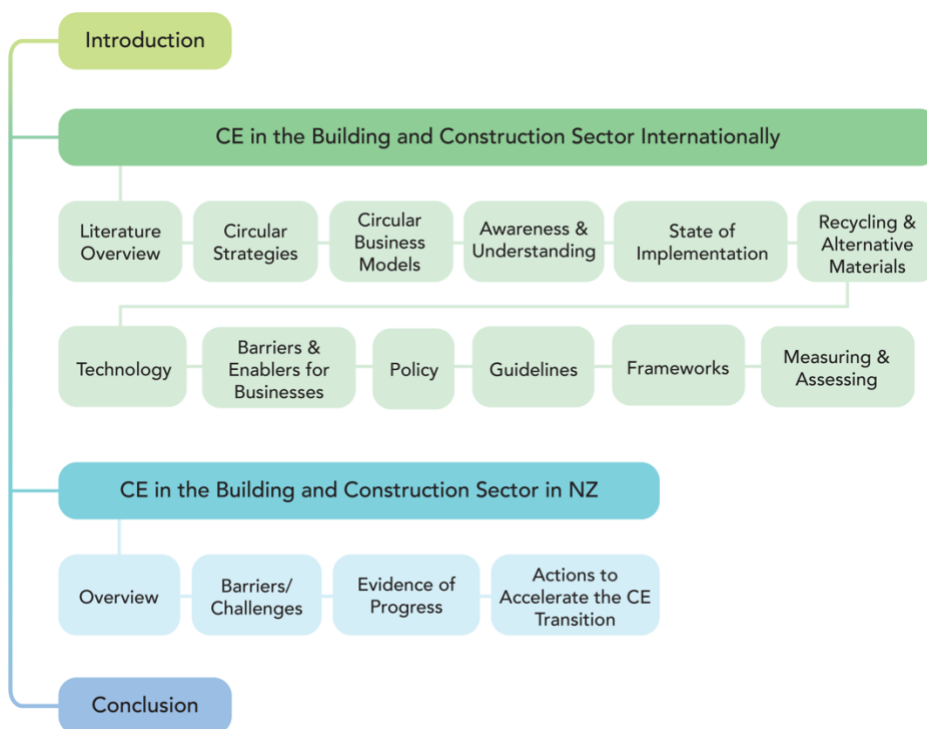 Introduction
CE in the Building and Construction Sector Internationally
Literature
Overview
Circular
Strategies
Circular
Business
Models
Awareness &
Understanding
State of
Implementation
Recycling &
Alternative
Materials
Technology
Barriers &
Enablers for
Businesses
Policy
Guidelines
Frameworks
Measuring &
Assessing
CE in the Building and Construction Sector in NZ
Overview
Barriers/
Challenges
Evidence of
Progress
Actions to
Accelerate the CE
Transition
Conclusion